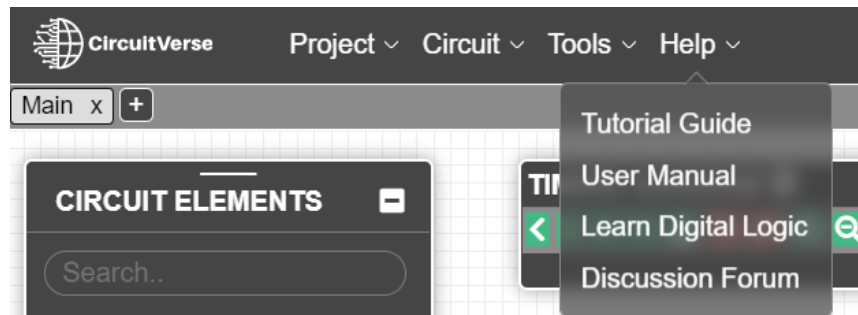 CircuitVerse Project Circuit Tools Help
Main x +
Tutorial Guide
User Manual
Learn Digital Logic
Discussion Forum
CIRCUIT ELEMENTS
Search..